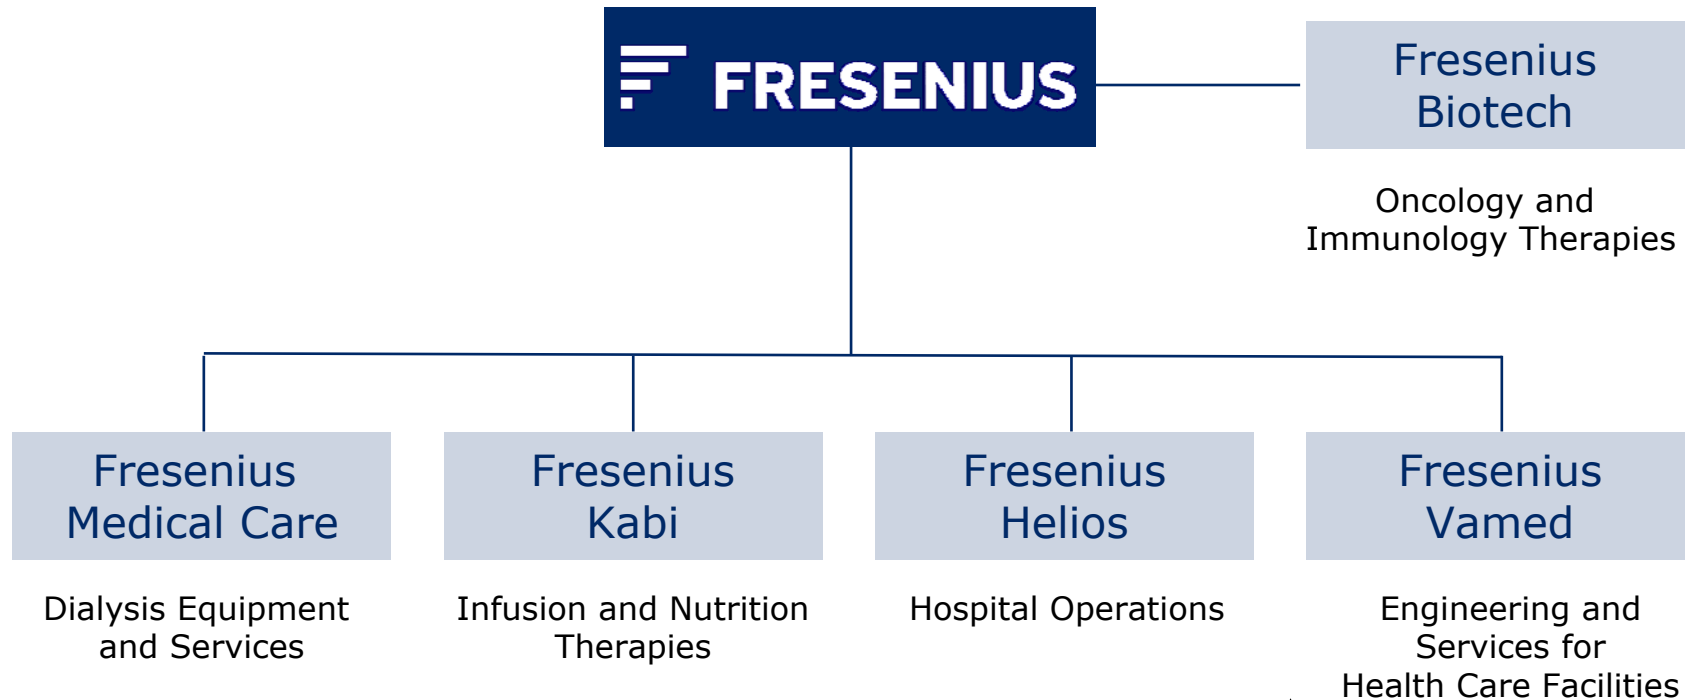 FRESENIUS
Fresenius
Biotech
Oncology and
Immunology Therapies
Fresenius
Medical Care
Dialysis Equipment
and Services
Fresenius
Kabi
Infusion and Nutrition
Therapies
Fresenius
Helios
Hospital Operations
Fresenius
Vamed
Engineering and
Services for
Health Care Facilities